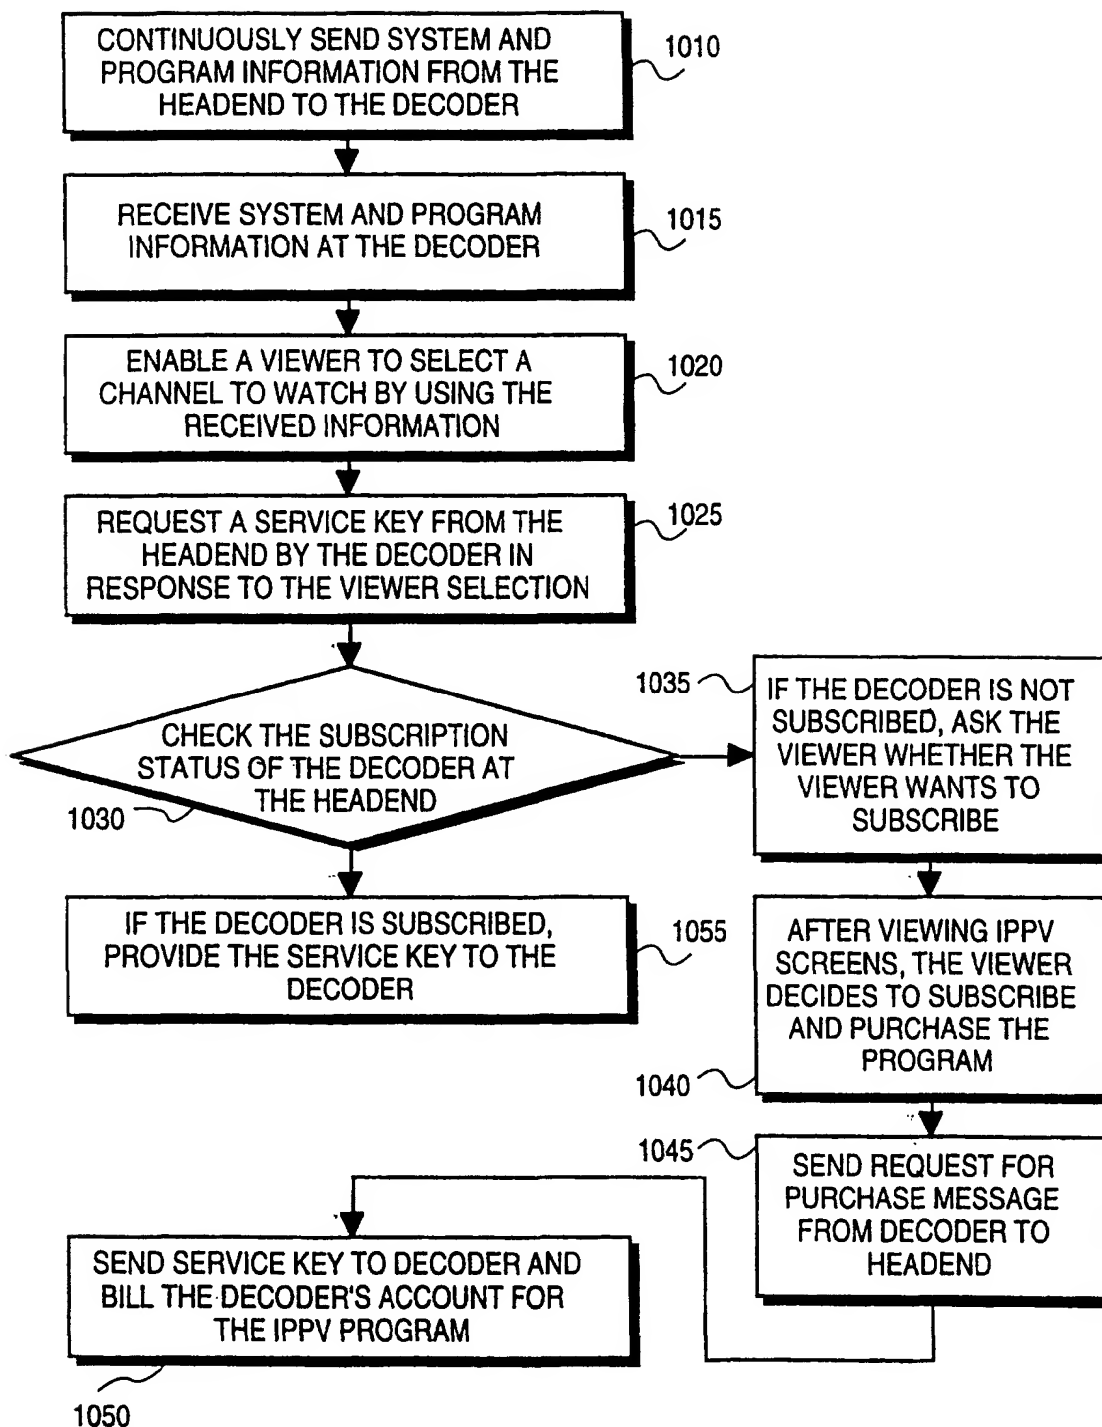 CONTINUOUSLY SEND SYSTEM AND
PROGRAM INFORMATION FROM THE
HEADEND TO THE DECODER
1010
RECEIVE SYSTEM AND PROGRAM
INFORMATION AT THE DECODER
1015
ENABLE A VIEWER TO SELECT A
CHANNEL TO WATCH BY USING THE
RECEIVED INFORMATION
1020
REQUEST A SERVICE KEY FROM THE
HEADEND BY THE DECODER IN
RESPONSE TO THE VIEWER SELECTION
1025
CHECK THE SUBSCRIPTION
STATUS OF THE DECODER AT
THE HEADEND
1030
1035
IF THE DECODER IS NOT
SUBSCRIBED, ASK THE
VIEWER WHETHER THE
VIEWER WANTS TO
SUBSCRIBE
IF THE DECODER IS SUBSCRIBED,
PROVIDE THE SERVICE KEY TO THE
DECODER
1055
AFTER VIEWING IPPV
SCREENS, THE VIEWER
DECIDES TO SUBSCRIBE
AND PURCHASE THE
PROGRAM
1040
1045
SEND REQUEST FOR
PURCHASE MESSAGE
FROM DECODER TO
HEADEND
SEND SERVICE KEY TO DECODER AND
BILL THE DECODER'S ACCOUNT FOR
THE IPPV PROGRAM
1050